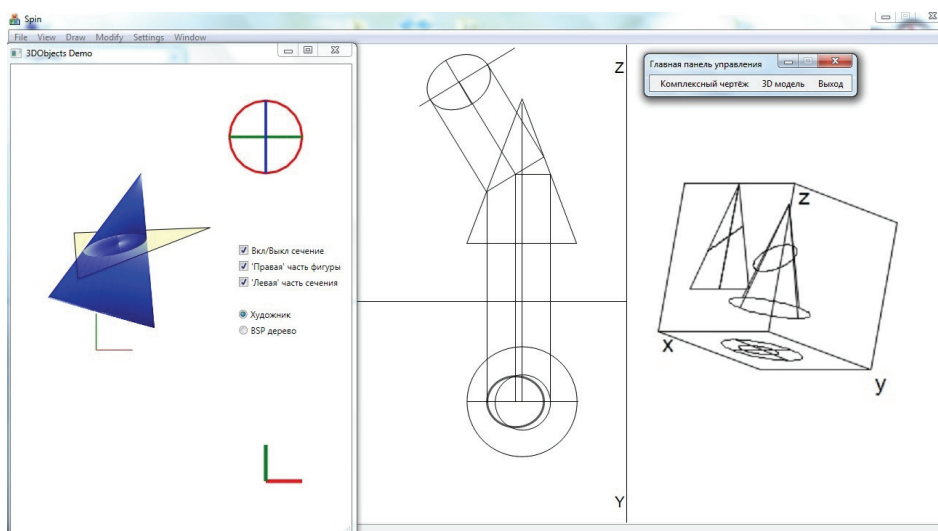 Spin
File View Draw Modify Settings Window
3DObjects Demo
Вкл/Выкл сечение
'Правая' часть фигуры
'Левая' часть сечения
Художник
BSP дерево
Z
Y
Главная панель управления
Комплексный чертёж 3D модель Выход
z
x
y